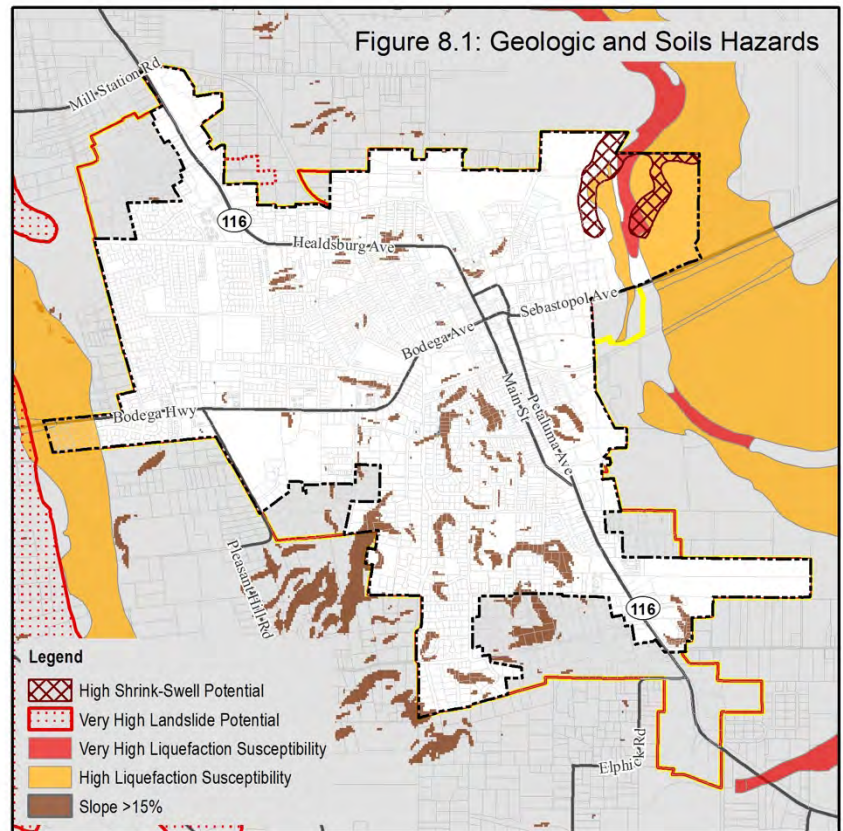 Figure 8.1: Geologic and Soils Hazards
Mill Station Rd
116
Healdsburg Ave
Sebastopol Ave
Bodega Ave
Main St
Petaluma Ave
Bodega Hwy
Pleasant Hill Rd
116
Elphick Rd
Legend
High Shrink-Swell Potential
Very High Landslide Potential
Very High Liquefaction Susceptibility
High Liquefaction Susceptibility
Slope >15%